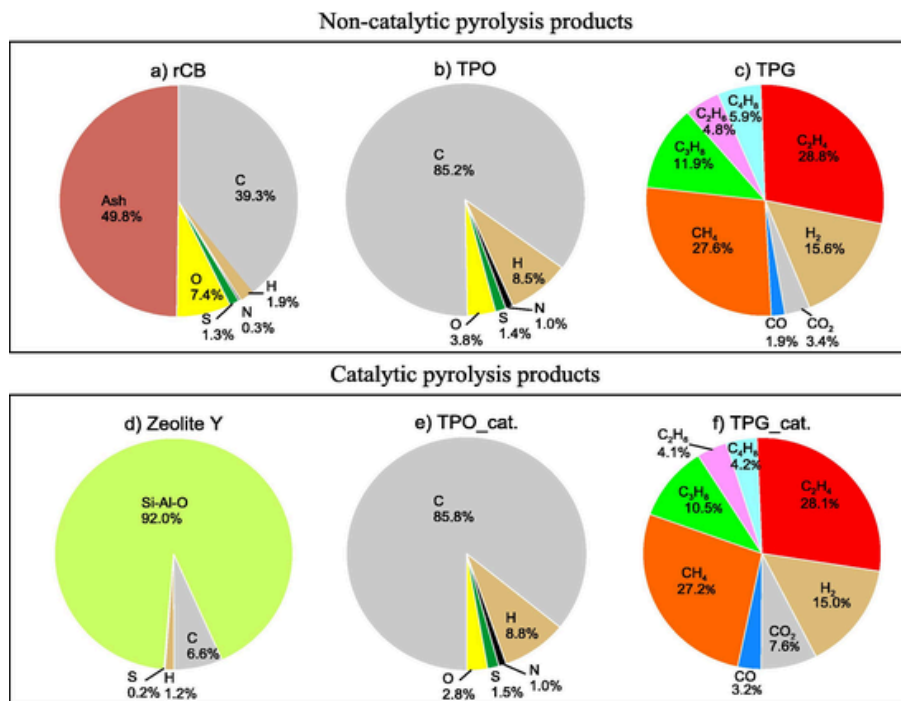 Non-catalytic pyrolysis products
a) rCB
Ash
49.8%
C
39.3%
O
7.4%
S
1.3%
N
0.3%
H
1.9%
b) TPO
C
85.2%
H
8.5%
O
3.8%
S
1.4%
N
1.0%
c) TPG
C₄H₈
5.9%
C₂H₆
4.8%
C₃H₈
11.9%
C₂H₄
28.8%
CH₄
27.6%
H₂
15.6%
CO
1.9%
CO₂
3.4%
Catalytic pyrolysis products
d) Zeolite Y
Si-Al-O
92.0%
C
6.6%
S
0.2%
H
1.2%
e) TPO_cat.
C
85.8%
H
8.8%
O
2.8%
S
1.5%
N
1.0%
f) TPG_cat.
C₂H₆
4.1%
C₄H₈
4.2%
C₃H₈
10.5%
C₂H₄
28.1%
CH₄
27.2%
H₂
15.0%
CO₂
7.6%
CO
3.2%